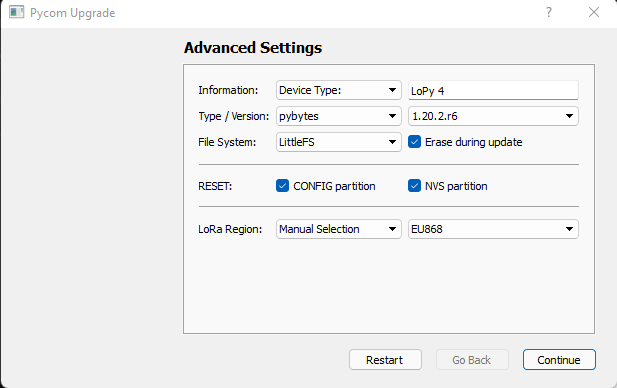 Pycom Upgrade ? ×
Advanced Settings
Information: Device Type: LoPy 4
Type / Version: pybytes 1.20.2.r6
File System: LittleFS Erase during update
RESET: CONFIG partition NVS partition
LoRa Region: Manual Selection EU868
Restart Go Back Continue